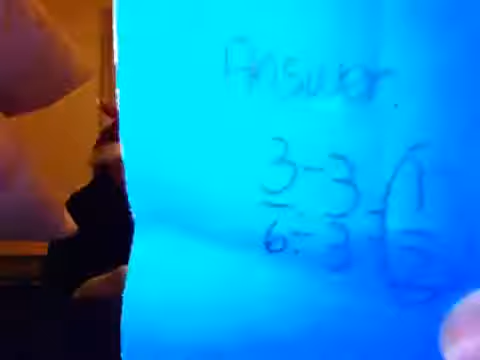 Answer.
3 - 3 = 1
6 ÷ 3 2